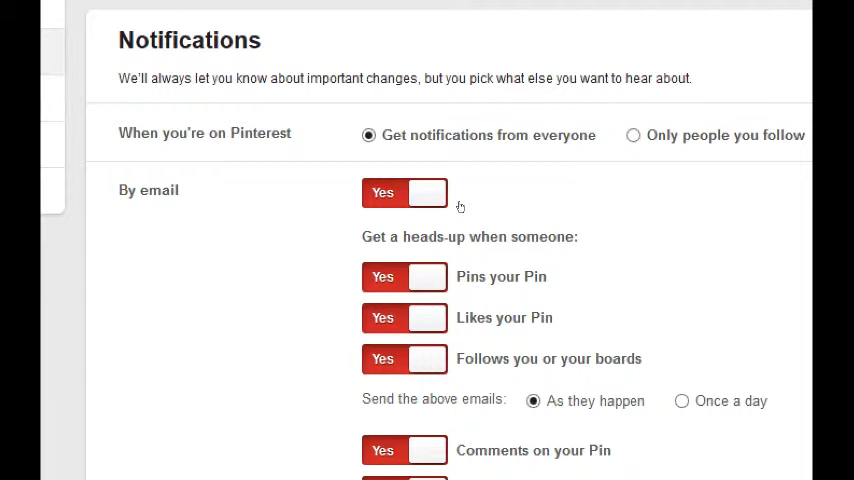 Notifications
We'll always let you know about important changes, but you pick what else you want to hear about.
When you're on Pinterest
Get notifications from everyone
Only people you follow
By email
Yes
Get a heads-up when someone:
Yes Pins your Pin
Yes Likes your Pin
Yes Follows you or your boards
Send the above emails: As they happen Once a day
Yes Comments on your Pin